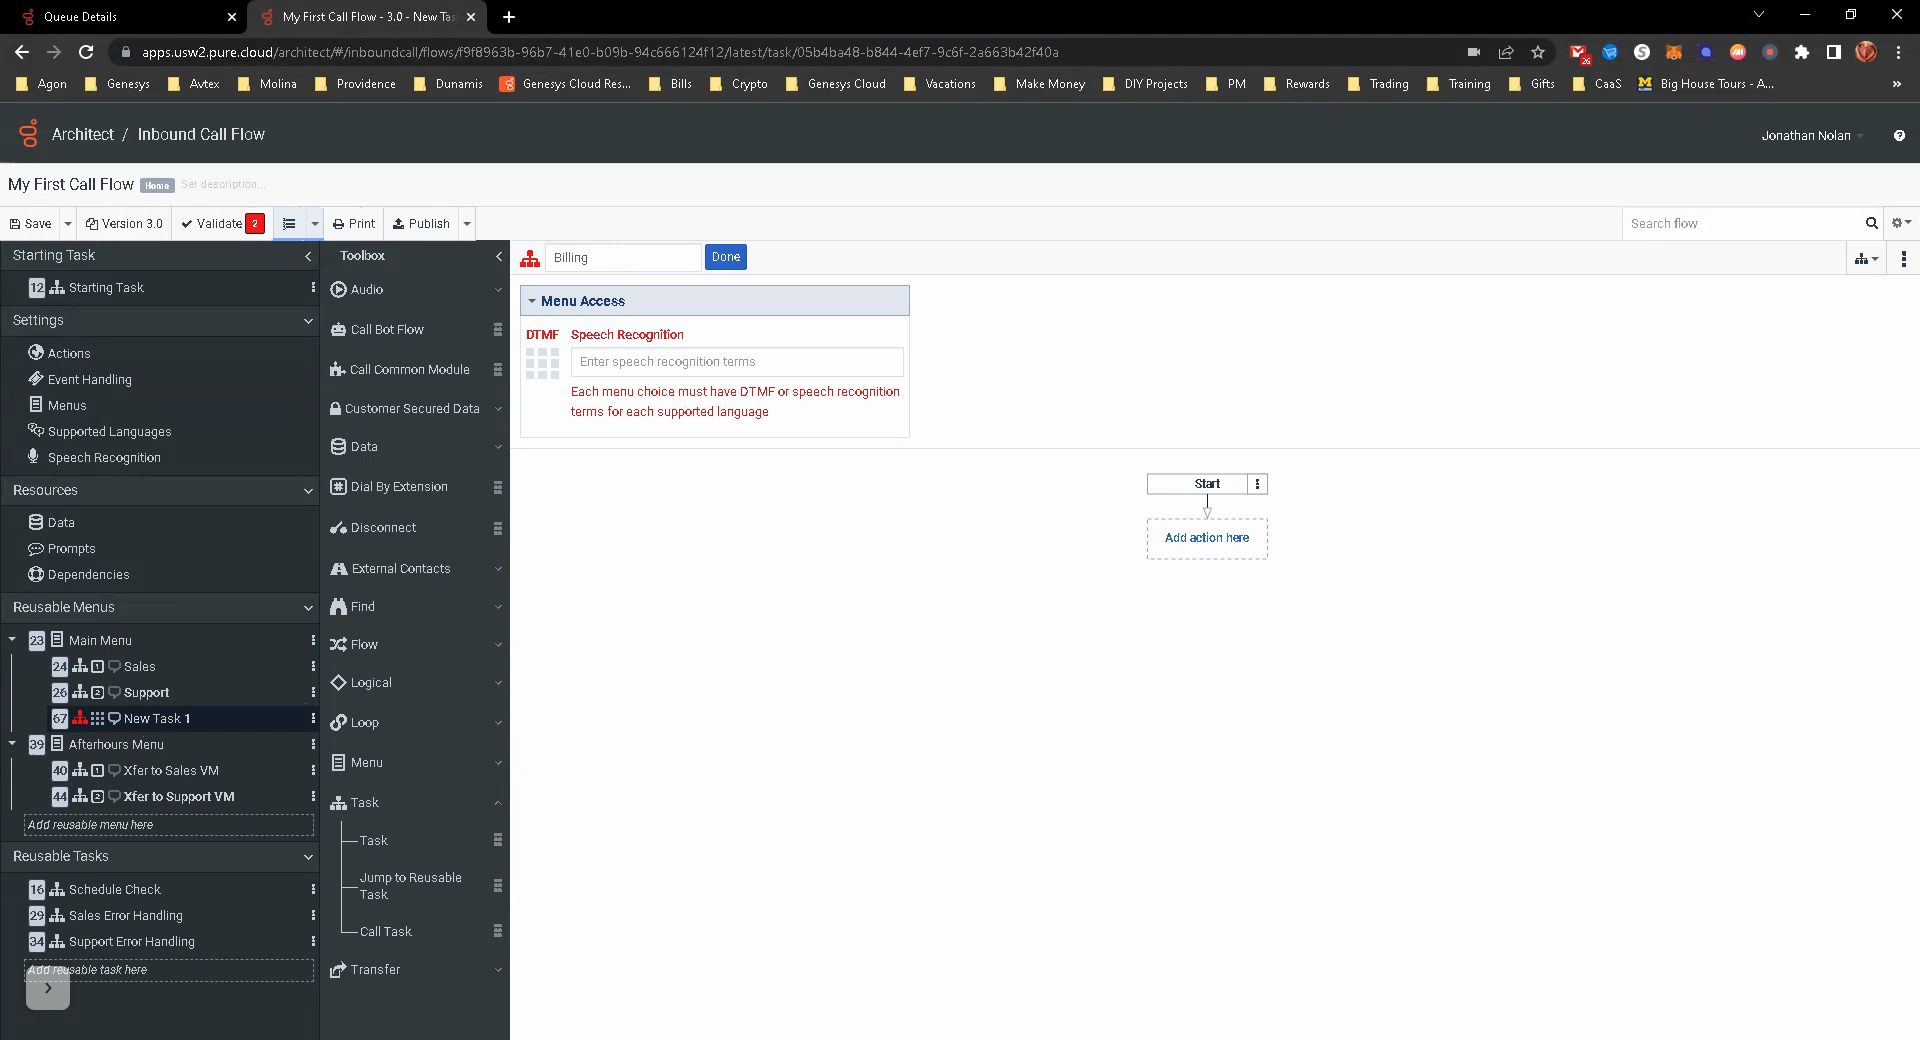 Queue Details
My First Call Flow - 3.0 - New Tas
apps.usw2.pure.cloud/architect/#/inboundcall/flows/f9f8963b-96b7-41e0-b09b-94c666124f12/latest/task/05b4ba48-b844-4ef7-9c6f-2a663b42f40a
26
Agon
Genesys
Avtex
Molina
Providence
Dunamis
Genesys Cloud Res...
Bills
Crypto
Genesys Cloud
Vacations
Make Money
DIY Projects
PM
Rewards
Trading
Training
Gifts
CaaS
Big House Tours - A...
Architect / Inbound Call Flow
Jonathan Nolan
My First Call Flow Home Set description...
Save
Version 3.0
Validate 2
Print
Publish
Search flow
Starting Task
12 Starting Task
Settings
Actions
Event Handling
Menus
Supported Languages
Speech Recognition
Resources
Data
Prompts
Dependencies
Reusable Menus
23 Main Menu
24 1 Sales
26 2 Support
67 New Task 1
39 Afterhours Menu
40 1 Xfer to Sales VM
44 2 Xfer to Support VM
Add reusable menu here
Reusable Tasks
16 Schedule Check
29 Sales Error Handling
34 Support Error Handling
Add reusable task here
Toolbox
Audio
Call Bot Flow
Call Common Module
Customer Secured Data
Data
Dial By Extension
Disconnect
External Contacts
Find
Flow
Logical
Loop
Menu
Task
Task
Jump to Reusable
Task
Call Task
Transfer
Billing
Done
Menu Access
DTMF Speech Recognition
Enter speech recognition terms
Each menu choice must have DTMF or speech recognition
terms for each supported language
Start
Add action here